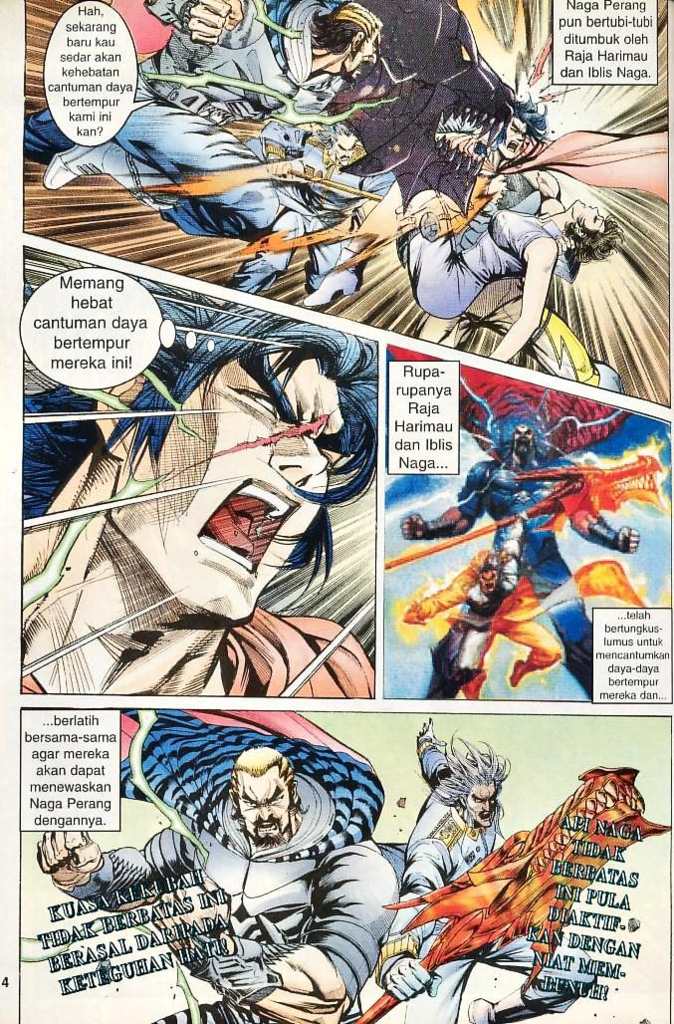 Hah,
sekarang
baru kau
sedar akan
kehebatan
cantuman daya
bertempur
kami ini
kan?
Naga Perang
pun bertubi-tubi
ditumbuk oleh
Raja Harimau
dan Iblis Naga.
Memang
hebat
cantuman daya
bertempur
mereka ini!
Rupa-
rupanya
Raja
Harimau
dan Iblis
Naga...
...telah
bertungkus-
lumus untuk
mencantumkan
daya-daya
bertempur
mereka dan...
...berlatih
bersama-sama
agar mereka
akan dapat
menewaskan
Naga Perang
dengannya.
KUASA KEKEBAH
TIDAK BERBATAS INI
BERASAL DARIPADA
KETEGUHAN HATI!
API NAGA
TIDAK
BERBATAS
INI PULA
DIAKTIF-
KAN DENGAN
NIAT MEM-
BUNUH!
4